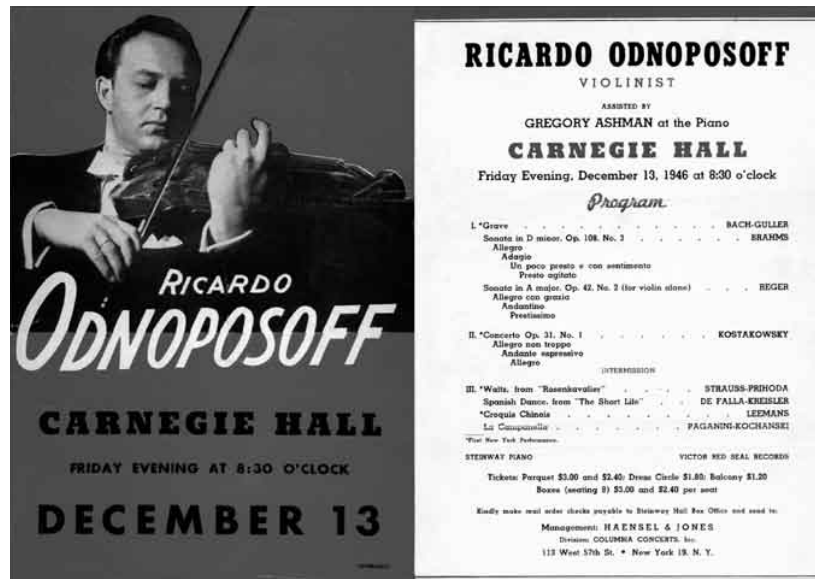 RICARDO
ODNOPOSOFF
CARNEGIE HALL
FRIDAY EVENING AT 8:30 O'CLOCK
DECEMBER 13
RICARDO ODNOPOSOFF
VIOLINIST
ASSISTED BY
GREGORY ASHMAN at the Piano
CARNEGIE HALL
Friday Evening, December 13, 1946 at 8:30 o'clock
Program
I. *Grave . . . . . . . . . . . . BACH-GULLER
Sonata in D minor, Op. 108, No. 3 . . . . . . BRAHMS
Allegro
Adagio
Un poco presto e con sentimento
Presto agitato
Sonata in A major, Op. 42, No. 2 (for violin alone) . . . REGER
Allegro con grazia
Andantino
Prestissimo
II. *Concerto Op. 31, No. 1 . . . . . . KOSTAKOWSKY
Allegro non troppo
Andante espressivo
Allegro
INTERMISSION
III. *Waltz, from "Rosenkavalier" . . . . . STRAUSS-PRIHODA
Spanish Dance, from "The Short Life" . . DE FALLA-KREISLER
*Croquis Chinois . . . . . . . . LEEMANS
La Campanella . . . . . . PAGANINI-KOCHANSKI
*First New York Performance.
STEINWAY PIANO VICTOR RED SEAL RECORDS
Tickets: Parquet $3.00 and $2.40; Dress Circle $1.80; Balcony $1.20
Boxes (seating 8) $3.00 and $2.40 per seat
Kindly make mail order checks payable to Steinway Hall Box Office and send to:
Management: HAENSEL & JONES
Division: COLUMBIA CONCERTS, Inc.
113 West 57th St. • New York 19, N. Y.